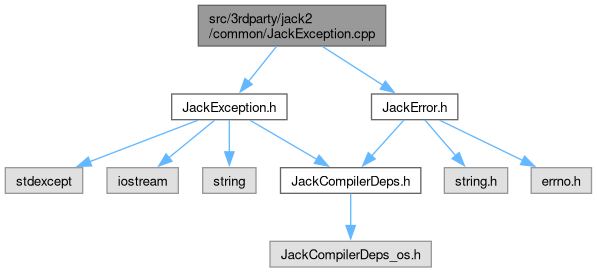 src/3rdparty/jack2
/common/JackException.cpp
JackException.h
JackError.h
stdexcept
iostream
string
JackCompilerDeps.h
string.h
errno.h
JackCompilerDeps_os.h